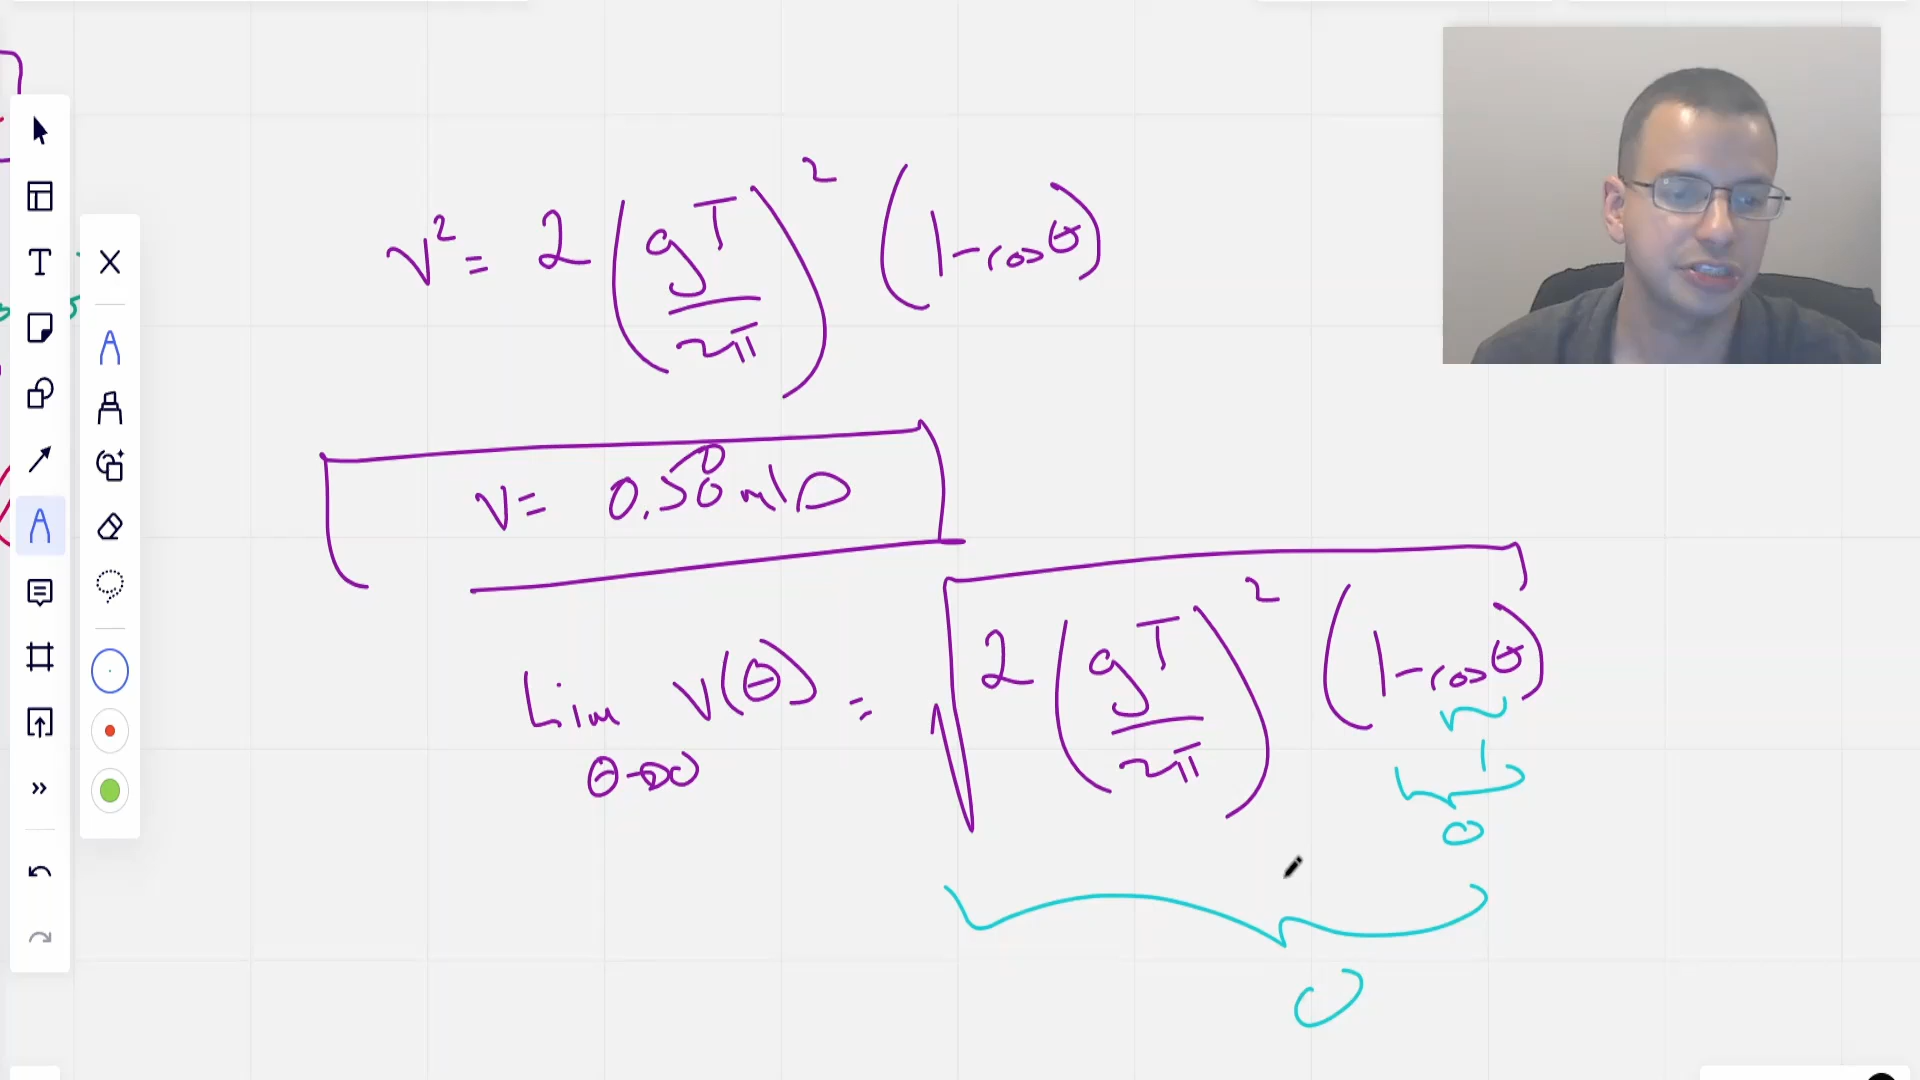 v² = 2 (gT / 2π)² (1 - cosθ)
v = 0.50 m/s
Lim v(θ) = √(2 (gT / 2π)² (1 - cosθ))
θ→0
1
0
0